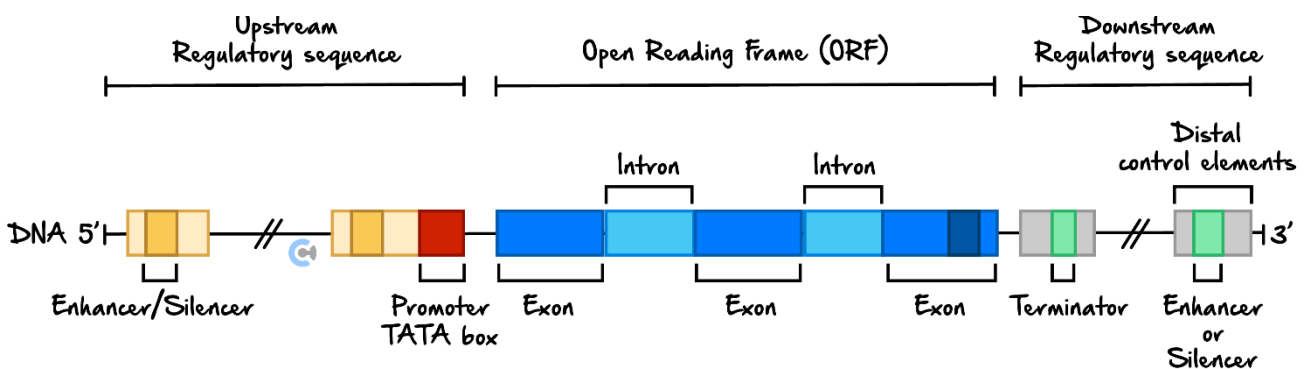 Upstream
Regulatory sequence
Open Reading Frame (ORF)
Downstream
Regulatory sequence
Intron
Intron
Distal
control elements
DNA 5'
3'
Enhancer/Silencer
Promoter
TATA box
Exon
Exon
Exon
Terminator
Enhancer
or
Silencer